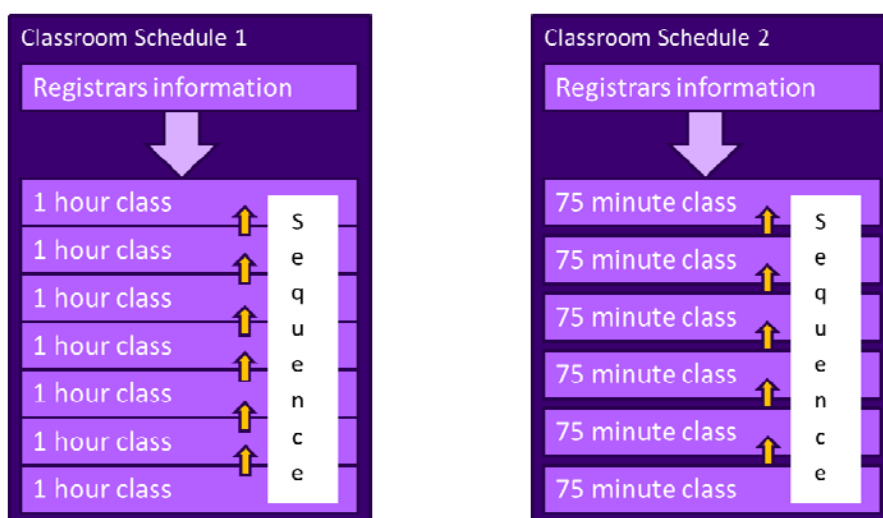 Classroom Schedule 1
Registrars information
1 hour class
1 hour class
1 hour class
1 hour class
1 hour class
1 hour class
1 hour class
Sequence
Classroom Schedule 2
Registrars information
75 minute class
75 minute class
75 minute class
75 minute class
75 minute class
75 minute class
Sequence